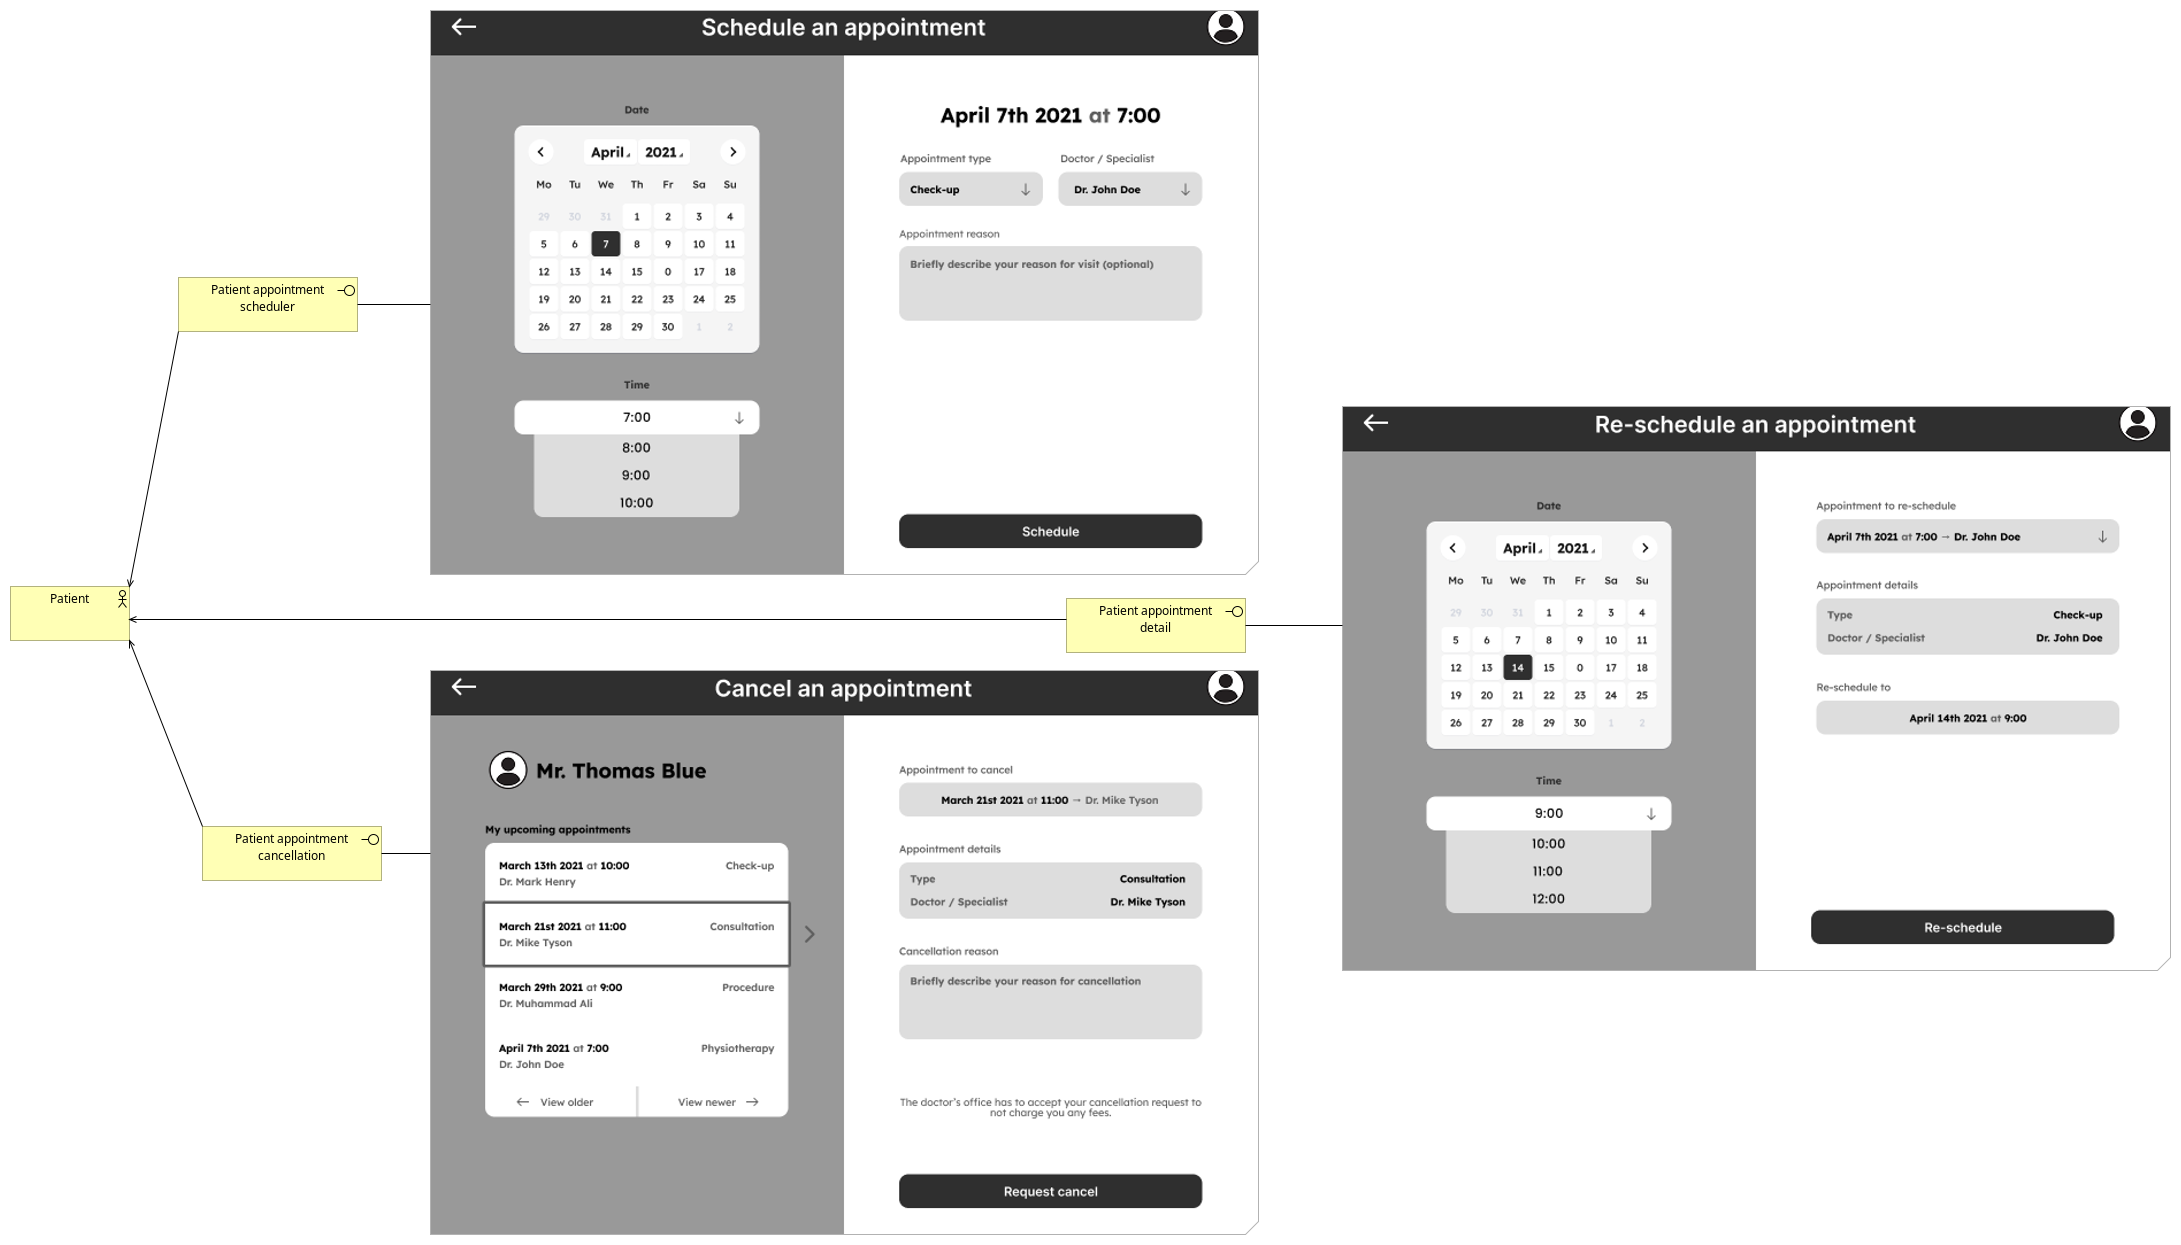 Schedule an appointment
Date
April 2021
Mo Tu We Th Fr Sa Su
29 30 31 1 2 3 4
5 6 7 8 9 10 11
12 13 14 15 0 17 18
19 20 21 22 23 24 25
26 27 28 29 30 1 2
Time
7:00
8:00
9:00
10:00
April 7th 2021 at 7:00
Appointment type Doctor / Specialist
Check-up Dr. John Doe
Appointment reason
Briefly describe your reason for visit (optional)
Schedule
Patient appointment
scheduler
Patient
Patient appointment
detail
Patient appointment
cancellation
Cancel an appointment
Mr. Thomas Blue
My upcoming appointments
March 13th 2021 at 10:00 Check-up
Dr. Mark Henry
March 21st 2021 at 11:00 Consultation
Dr. Mike Tyson
March 29th 2021 at 9:00 Procedure
Dr. Muhammad Ali
April 7th 2021 at 7:00 Physiotherapy
Dr. John Doe
← View older View newer →
Appointment to cancel
March 21st 2021 at 11:00 → Dr. Mike Tyson
Appointment details
Type Consultation
Doctor / Specialist Dr. Mike Tyson
Cancellation reason
Briefly describe your reason for cancellation
The doctor's office has to accept your cancellation request to
not charge you any fees.
Request cancel
Re-schedule an appointment
Date
April 2021
Mo Tu We Th Fr Sa Su
29 30 31 1 2 3 4
5 6 7 8 9 10 11
12 13 14 15 0 17 18
19 20 21 22 23 24 25
26 27 28 29 30 1 2
Time
9:00
10:00
11:00
12:00
Appointment to re-schedule
April 7th 2021 at 7:00 → Dr. John Doe
Appointment details
Type Check-up
Doctor / Specialist Dr. John Doe
Re-schedule to
April 14th 2021 at 9:00
Re-schedule